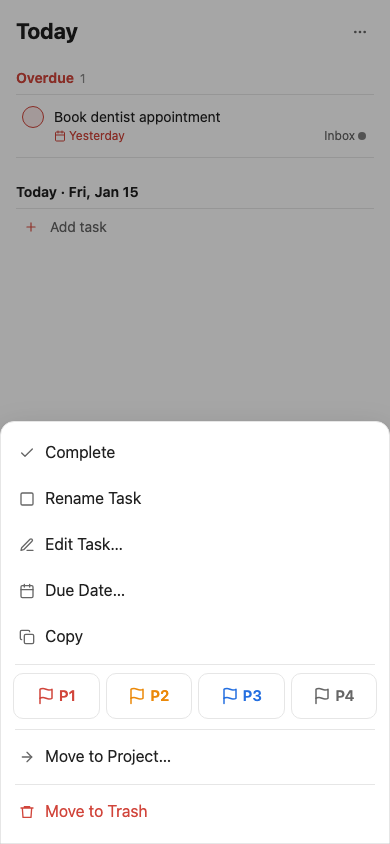 Today
Overdue 1
Book dentist appointment
Yesterday Inbox
Today · Fri, Jan 15
Add task
Complete
Rename Task
Edit Task...
Due Date...
Copy
P1 P2 P3 P4
Move to Project...
Move to Trash